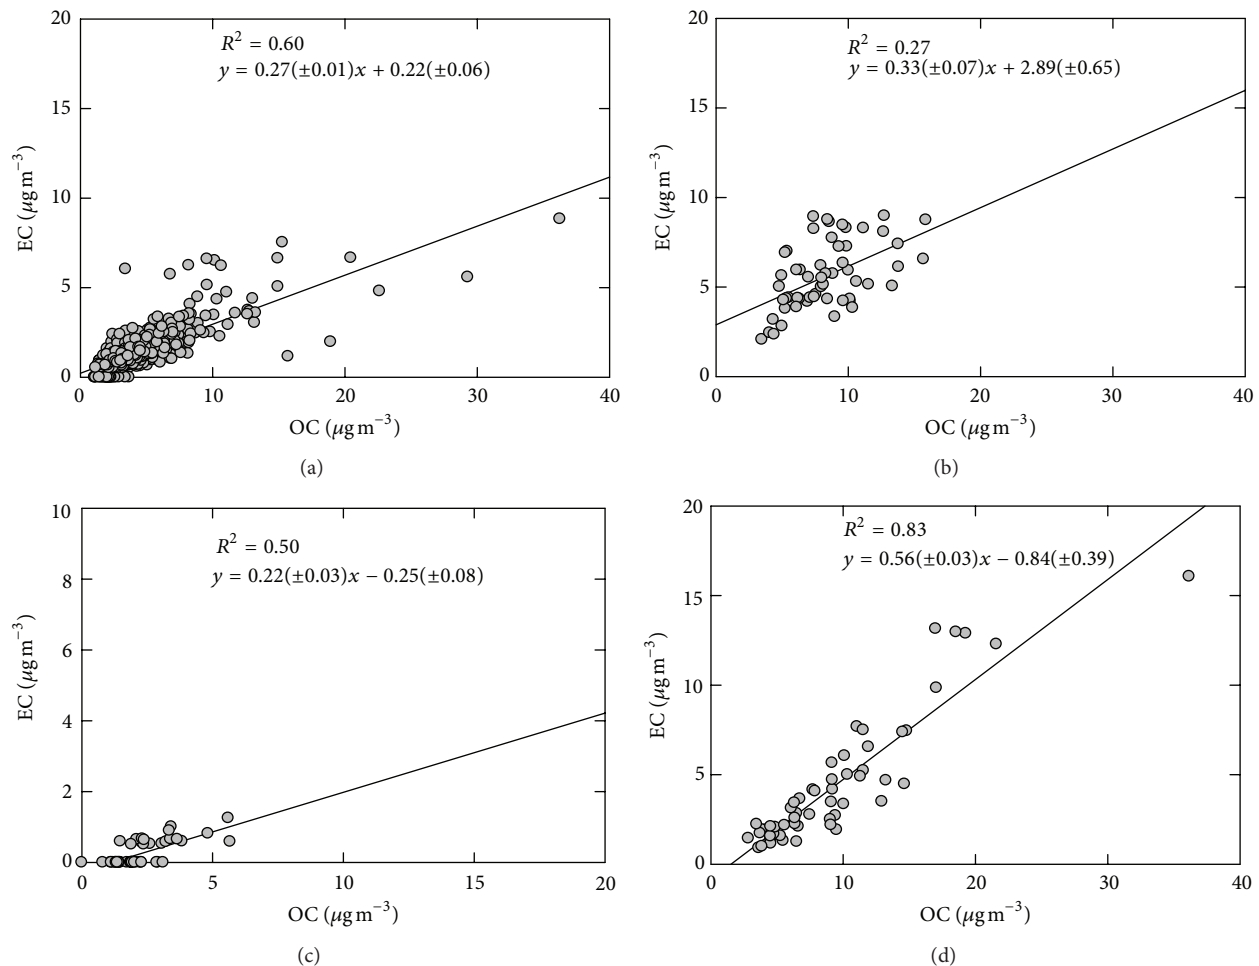 20
15
10
5
0
EC (μg m⁻³)
R² = 0.60
y = 0.27(±0.01)x + 0.22(±0.06)
0 10 20 30 40
OC (μg m⁻³)
(a)
20
15
10
5
0
EC (μg m⁻³)
R² = 0.27
y = 0.33(±0.07)x + 2.89(±0.65)
0 10 20 30 40
OC (μg m⁻³)
(b)
10
8
6
4
2
0
EC (μg m⁻³)
R² = 0.50
y = 0.22(±0.03)x − 0.25(±0.08)
0 5 10 15 20
OC (μg m⁻³)
(c)
20
15
10
5
0
EC (μg m⁻³)
R² = 0.83
y = 0.56(±0.03)x − 0.84(±0.39)
0 10 20 30 40
OC (μg m⁻³)
(d)